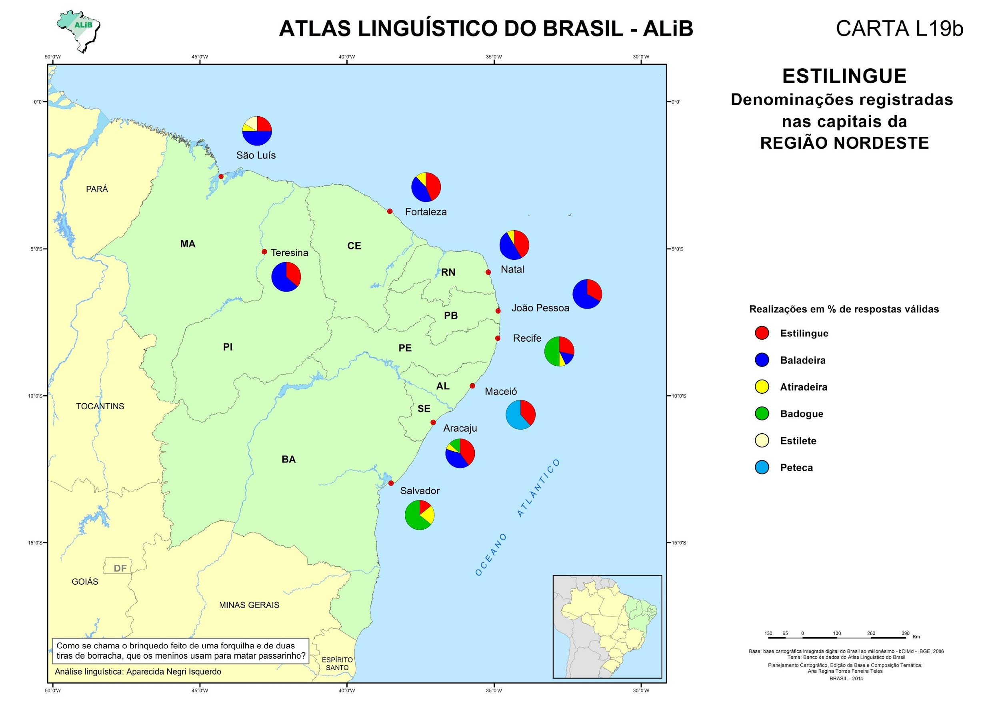 ALiB
ATLAS LINGUÍSTICO DO BRASIL - ALiB
CARTA L19b
ESTILINGUE
Denominações registradas
nas capitais da
REGIÃO NORDESTE
50°0'W
45°0'W
40°0'W
35°0'W
30°0'W
0°0'
0°0'
São Luís
PARÁ
Fortaleza
MA
CE
5°0'S
5°0'S
Teresina
Natal
RN
João Pessoa
PB
Recife
PI
PE
AL
Maceió
10°0'S
10°0'S
TOCANTINS
SE
Aracaju
BA
Salvador
OCEANO ATLÂNTICO
15°0'S
15°0'S
DF
GOIÁS
MINAS GERAIS
ESPÍRITO
SANTO
Como se chama o brinquedo feito de uma forquilha e de duas
tiras de borracha, que os meninos usam para matar passarinho?
Análise linguística: Aparecida Negri Isquerdo
50°0'W
45°0'W
40°0'W
35°0'W
30°0'W
Realizações em % de respostas válidas
Estilingue
Baladeira
Atiradeira
Badogue
Estilete
Peteca
130 65 0 130 260 390
Km
Base: base cartográfica integrada digital do Brasil ao milionésimo - bCIMd - IBGE, 2006
Tema: Banco de dados do Atlas Linguístico do Brasil
Planejamento Cartográfico, Edição da Base e Composição Temática:
Ana Regina Torres Ferreira Teles
BRASIL - 2014